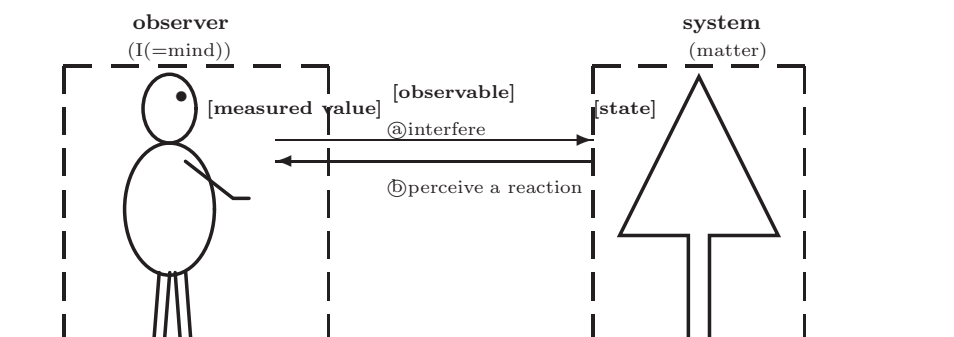 observer
(I(=mind))
system
(matter)
[observable]
[measured value]
[state]
ⓐinterfere
ⓑperceive a reaction